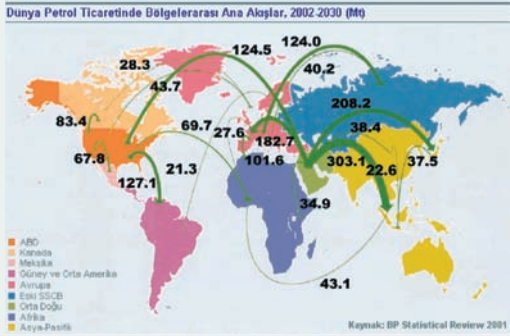 Dünya Petrol Ticaretinde Bölgelerarası Ana Akışlar, 2002-2030 (Mt)
124.5
124.0
28.3
40.2
43.7
208.2
83.4
69.7
27.6
38.4
182.7
67.8
101.6
303.1
37.5
21.3
22.6
127.1
34.9
43.1
ABD
Kanada
Meksika
Güney ve Orta Amerika
Avrupa
Eski SSCB
Orta Doğu
Afrika
Asya-Pasifik
Kaynak: BP Statistical Review 2001